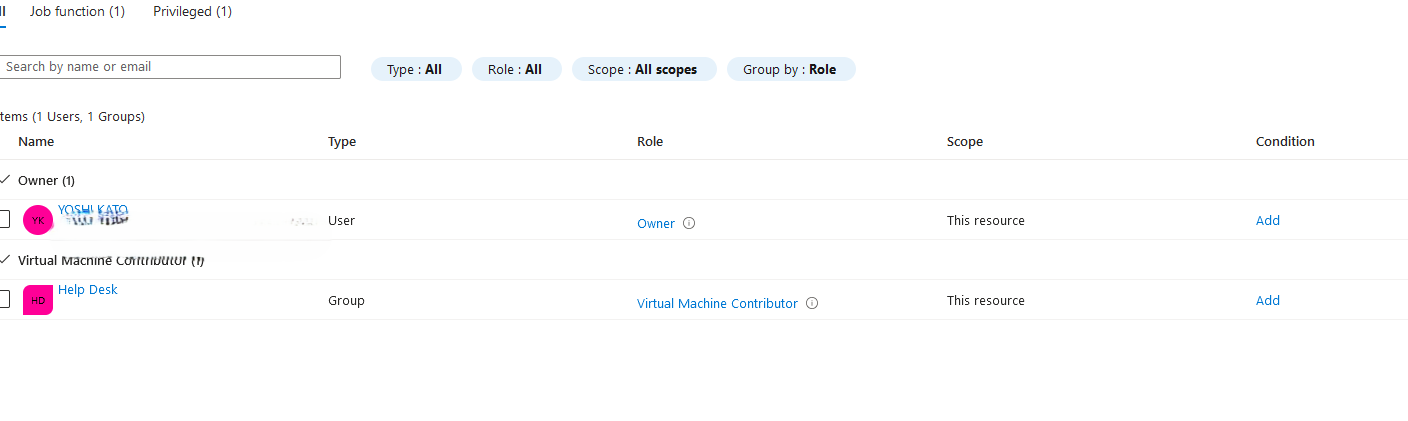 ll Job function (1) Privileged (1)
Search by name or email Type : All Role : All Scope : All scopes Group by : Role
tems (1 Users, 1 Groups)
Name Type Role Scope Condition
Owner (1)
YK YOSHI KATO User Owner This resource Add
Virtual Machine Contributor (1)
HD Help Desk Group Virtual Machine Contributor This resource Add